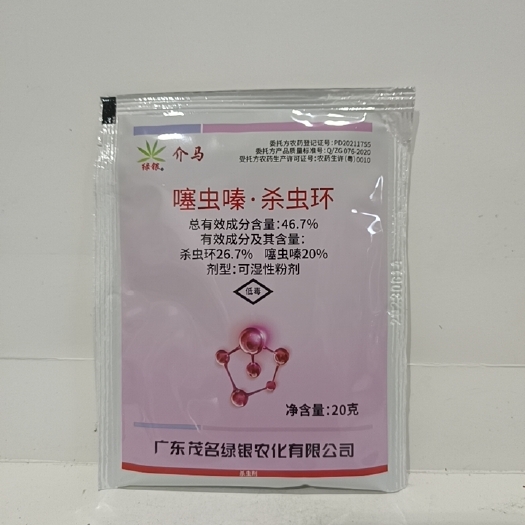 委托方农药登记证号:PD20211755
委托方产品质量标准号:Q/ZG 076-2020
受托方农药生产许可证号:农药生许(粤)0010
绿银®
介马
噻虫嗪·杀虫环
总有效成分含量:46.7%
有效成分及其含量:
杀虫环26.7% 噻虫嗪20%
剂型:可湿性粉剂
低毒
净含量:20克
广东茂名绿银农化有限公司
杀虫剂
20230614